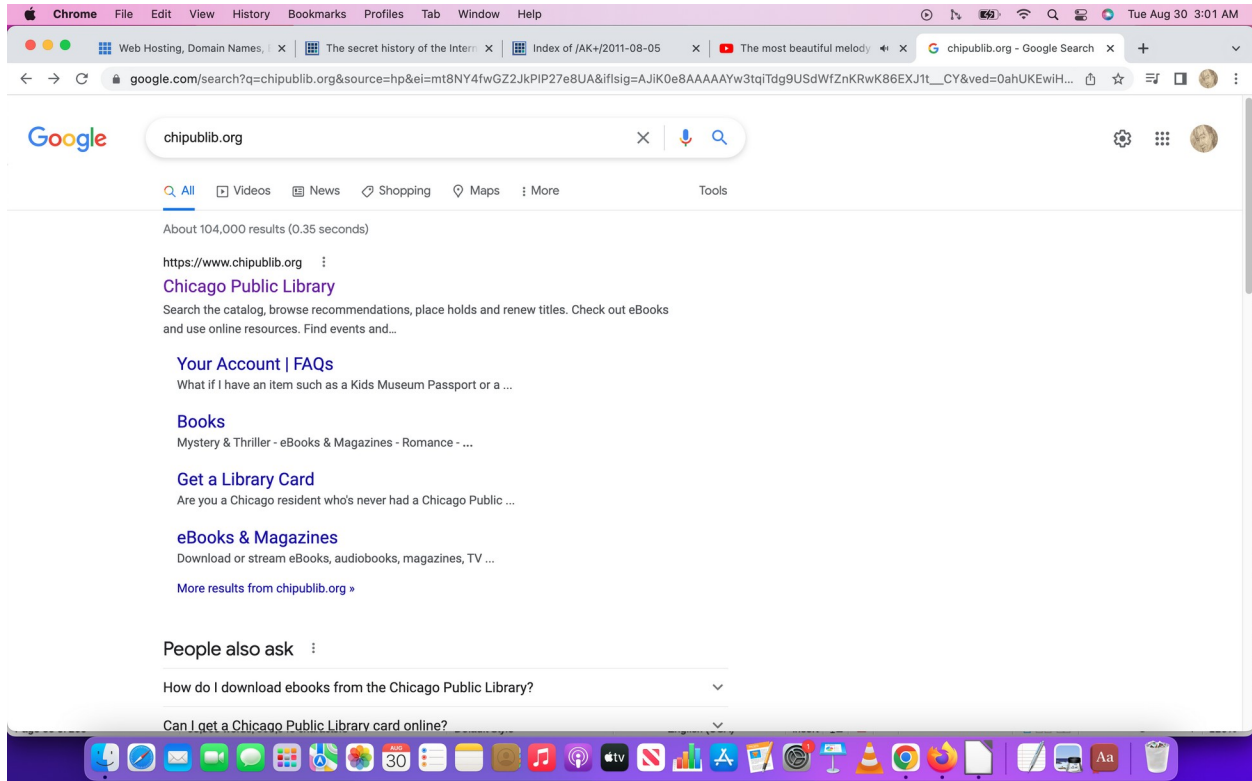 Chrome File Edit View History Bookmarks Profiles Tab Window Help Tue Aug 30 3:01 AM
Web Hosting, Domain Names, The secret history of the Intern Index of /AK+/2011-08-05 The most beautiful melody chipublib.org - Google Search
google.com/search?q=chipublib.org&source=hp&ei=mt8NY4fwGZ2JkPIP27e8UA&iflsig=AJiK0e8AAAAAYw3tqiTdg9USdWfZnKRwK86EXJ1t__CY&ved=0ahUKEwiH...
Google chipublib.org
All Videos News Shopping Maps More Tools
About 104,000 results (0.35 seconds)
https://www.chipublib.org
Chicago Public Library
Search the catalog, browse recommendations, place holds and renew titles. Check out eBooks
and use online resources. Find events and...
Your Account | FAQs
What if I have an item such as a Kids Museum Passport or a ...
Books
Mystery & Thriller - eBooks & Magazines - Romance - ...
Get a Library Card
Are you a Chicago resident who's never had a Chicago Public ...
eBooks & Magazines
Download or stream eBooks, audiobooks, magazines, TV ...
More results from chipublib.org »
People also ask
How do I download ebooks from the Chicago Public Library?
Can I get a Chicago Public Library card online?
AUG
30
tv
1
Aa